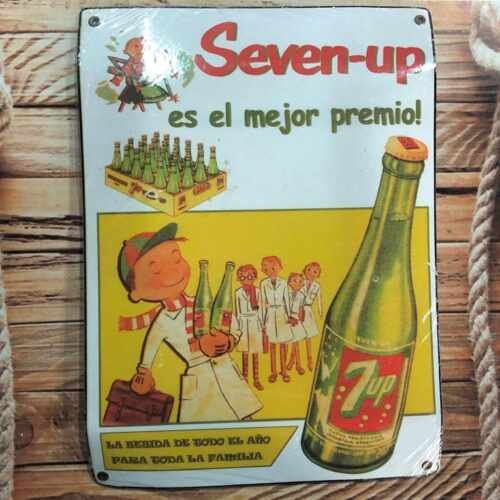 Seven-up
es el mejor premio!
7up
LA BEBIDA DE TODO EL AÑO
PARA TODA LA FAMILIA